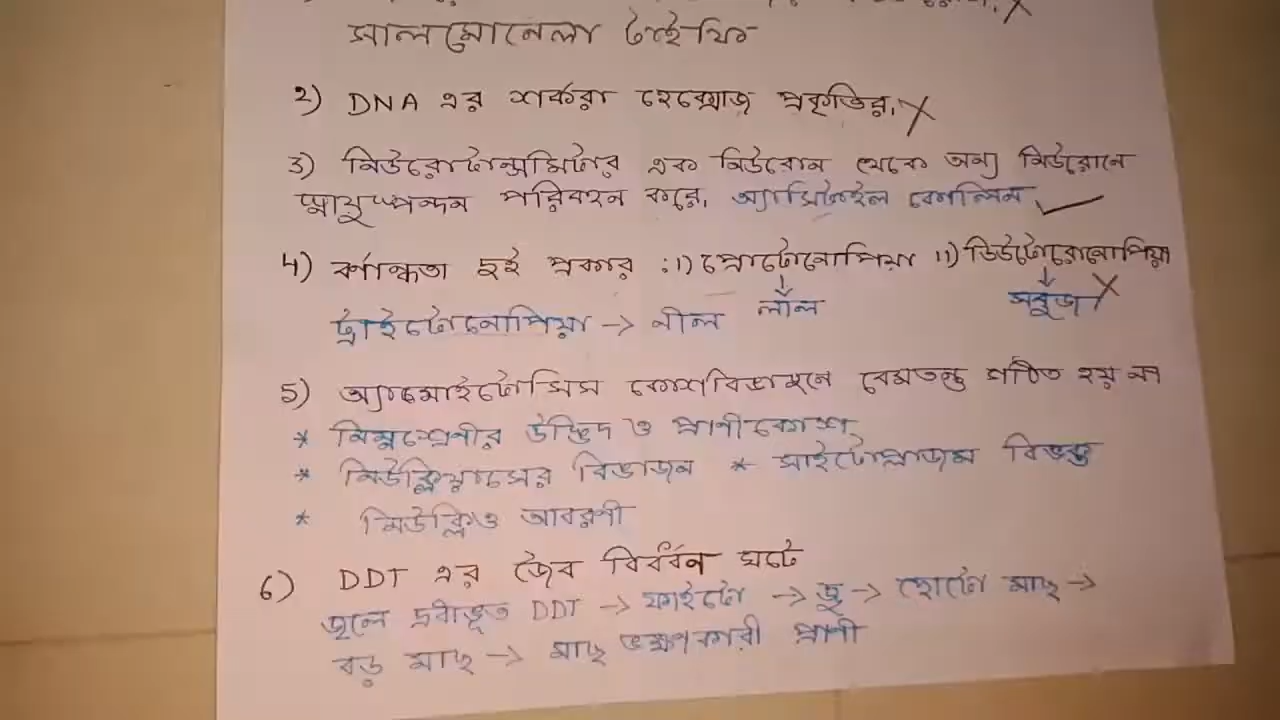 সালমোনেলা টাইফি
2) DNA এর শর্করা হেক্সোজ প্রকৃতির, X
3) নিউরোট্রান্সমিটার এক নিউরোন থেকে অন্য নিউরোনে
স্নায়ুস্পন্দন পরিবহন করে, অ্যাসিটাইল কোলিন ✓
4) বর্ণান্ধতা দুই প্রকার : ।) প্রোটোনোপিয়া ।।) ডিউটোরোনোপিয়া
↓ লাল ↓ সবুজ X
ট্রাইটোনোপিয়া → নীল
5) অ্যামাইটোসিস কোশবিভাজনে বেমতন্তু গঠিত হয় না
* নিম্নশ্রেণীর উদ্ভিদ ও প্রাণীকোশ
* নিউক্লিয়াসের বিভাজন * সাইটোপ্লাজম বিভক্ত
* নিউক্লিও আবরণী
6) DDT এর জৈব বিবর্ধন ঘটে
জলে দ্রবীভূত DDT → ফাইটো → জু → ছোটো মাছ →
বড় মাছ → মাছ ভক্ষণকারী প্রাণী